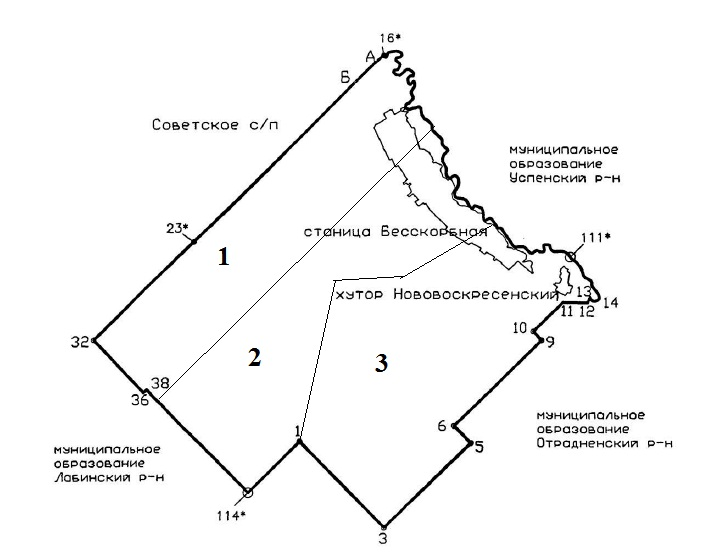 16*
А
Б
Советское с/п
муниципальное
образование
Успенский р-н
23*
станица Бесскорбная
111*
1
хутор Нововоскресенский
13
14
11 12
10
9
32
38
36
2
3
6
5
1
муниципальное
образование
Отрадненский р-н
муниципальное
образование
Лабинский р-н
114*
3